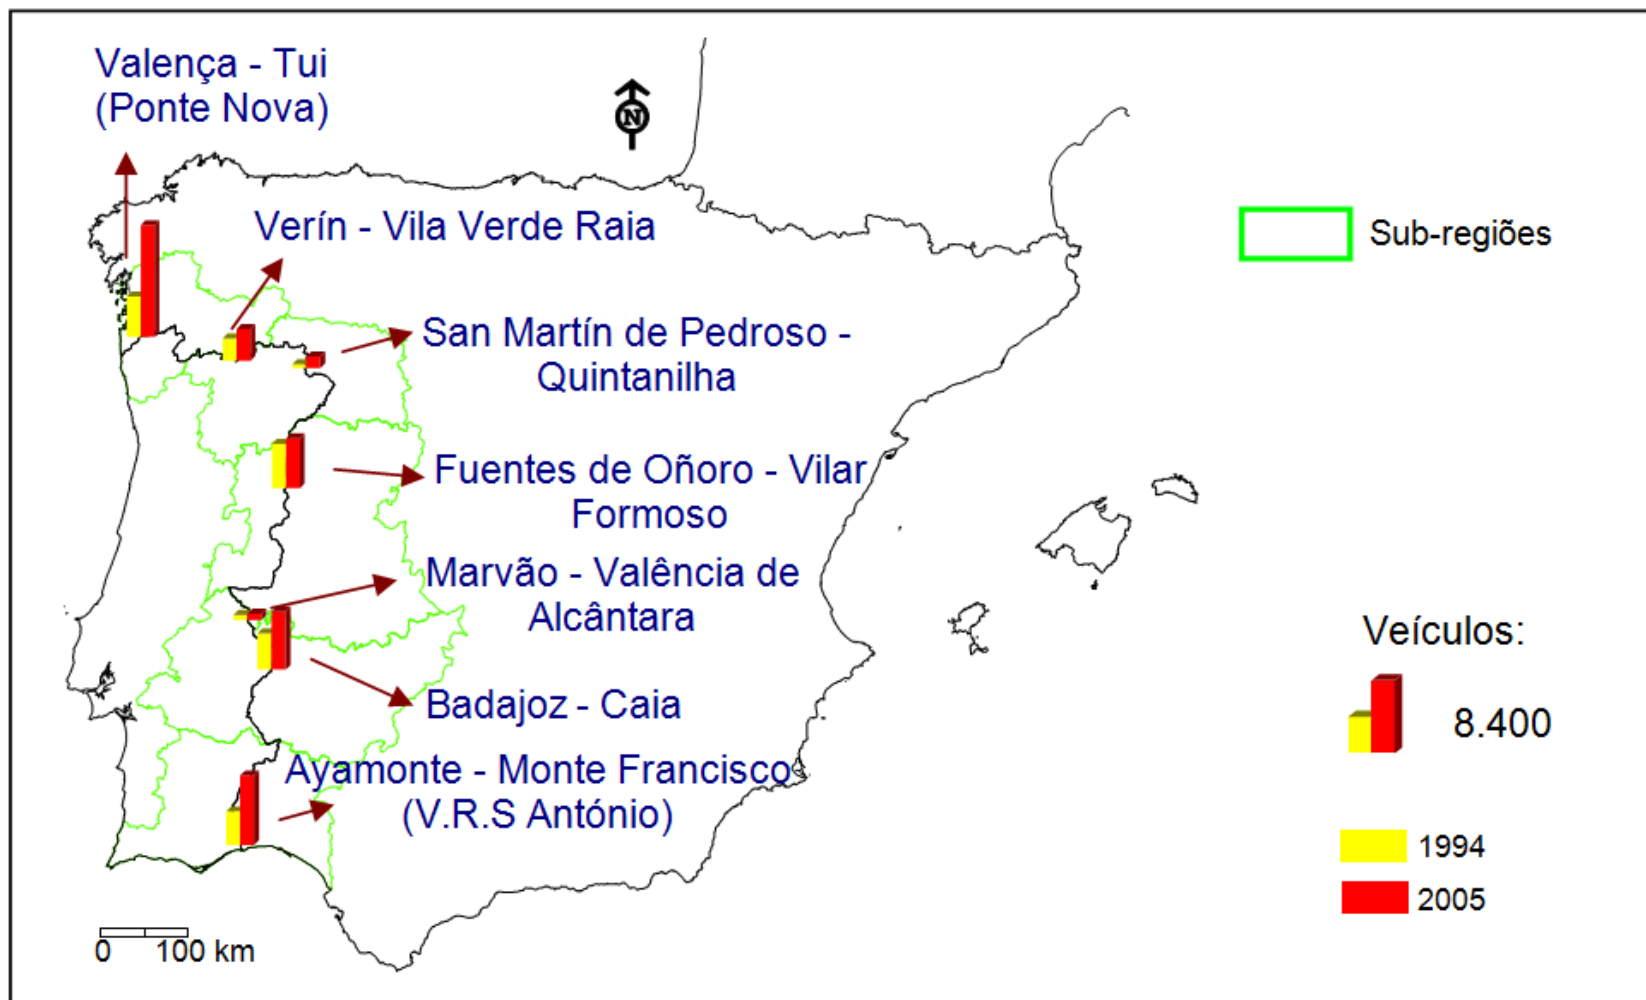 Valença - Tui
(Ponte Nova)
N
Verín - Vila Verde Raia
Sub-regiões
San Martín de Pedroso -
Quintanilha
Fuentes de Oñoro - Vilar
Formoso
Marvão - Valência de
Alcântara
Veículos:
8.400
Badajoz - Caia
Ayamonte - Monte Francisco
(V.R.S António)
1994
2005
0 100 km